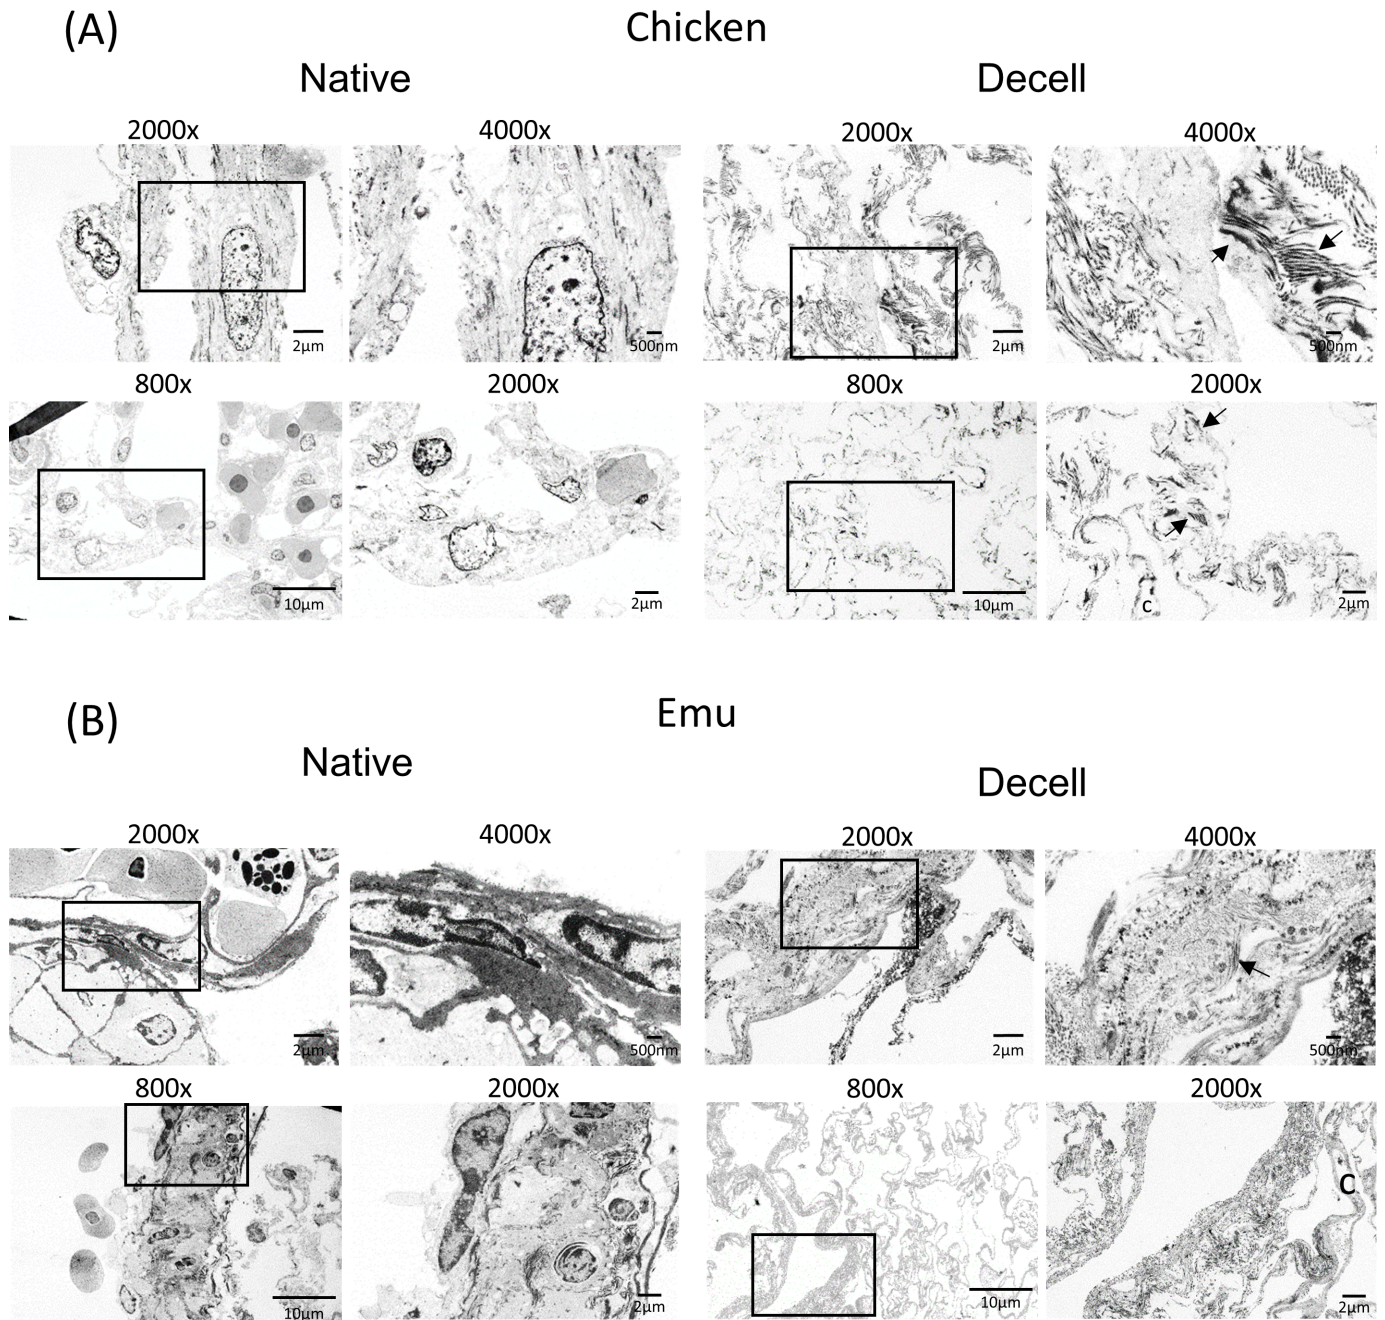 (A) Chicken
Native Decell
2000x 4000x 2000x 4000x
2μm 500nm 2μm 500nm
800x 2000x 800x 2000x
10μm 2μm 10μm c 2μm
(B) Emu
Native
Decell
2000x 4000x 2000x 4000x
2μm 500nm 2μm 500nm
800x 2000x 800x 2000x
C
10μm 2μm 10μm 2μm